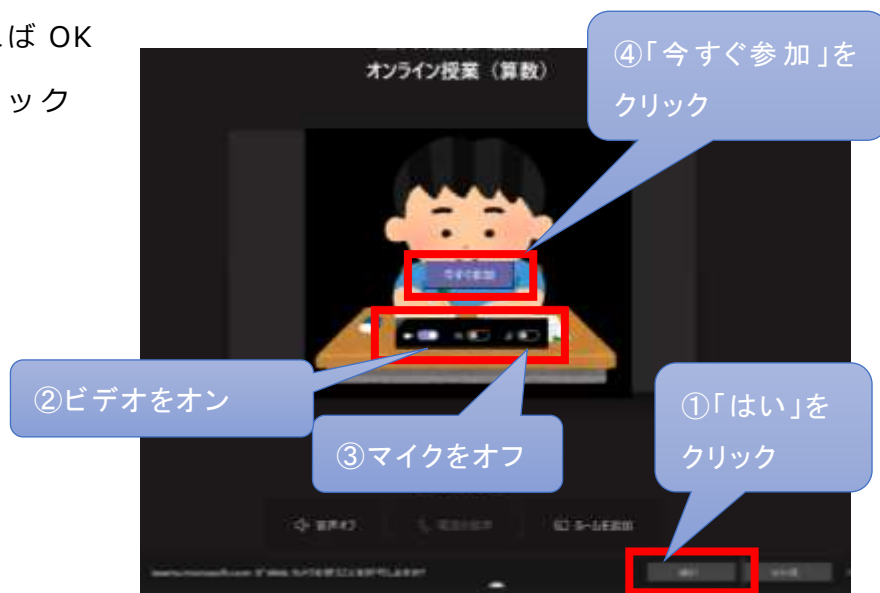 ば OK
ック
オンライン授業（算数）
④「今すぐ参加」を
クリック
今すぐ参加
②ビデオをオン
③マイクをオフ
①「はい」を
クリック
音声オフ
ルームを追加
はい